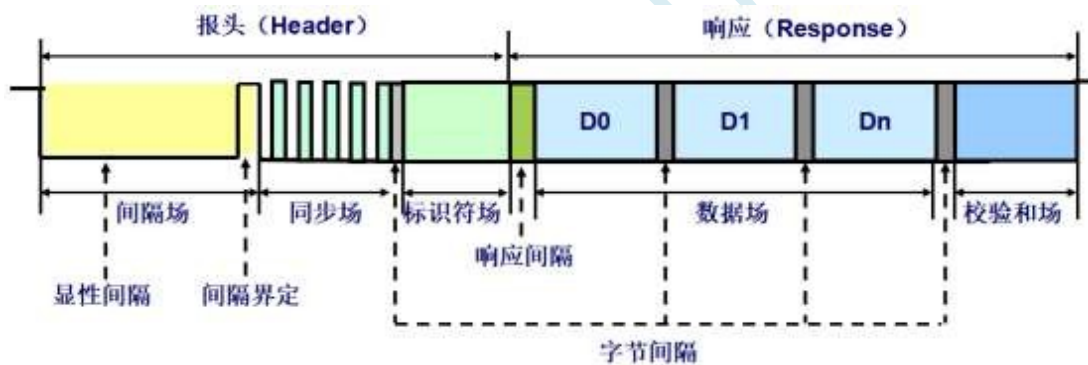 报头（Header）
响应（Response）
D0
D1
Dn
间隔场
同步场
标识符场
数据场
校验和场
响应间隔
显性间隔
间隔界定
字节间隔